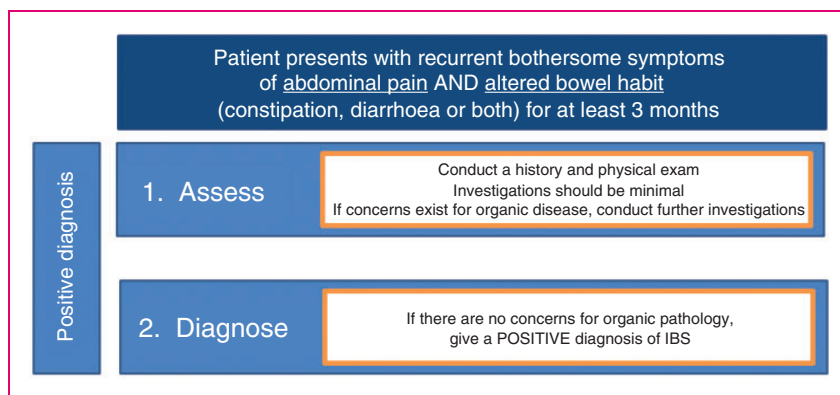 Patient presents with recurrent bothersome symptoms
of abdominal pain AND altered bowel habit
(constipation, diarrhoea or both) for at least 3 months
Positive diagnosis
1. Assess
Conduct a history and physical exam
Investigations should be minimal
If concerns exist for organic disease, conduct further investigations
2. Diagnose
If there are no concerns for organic pathology,
give a POSITIVE diagnosis of IBS